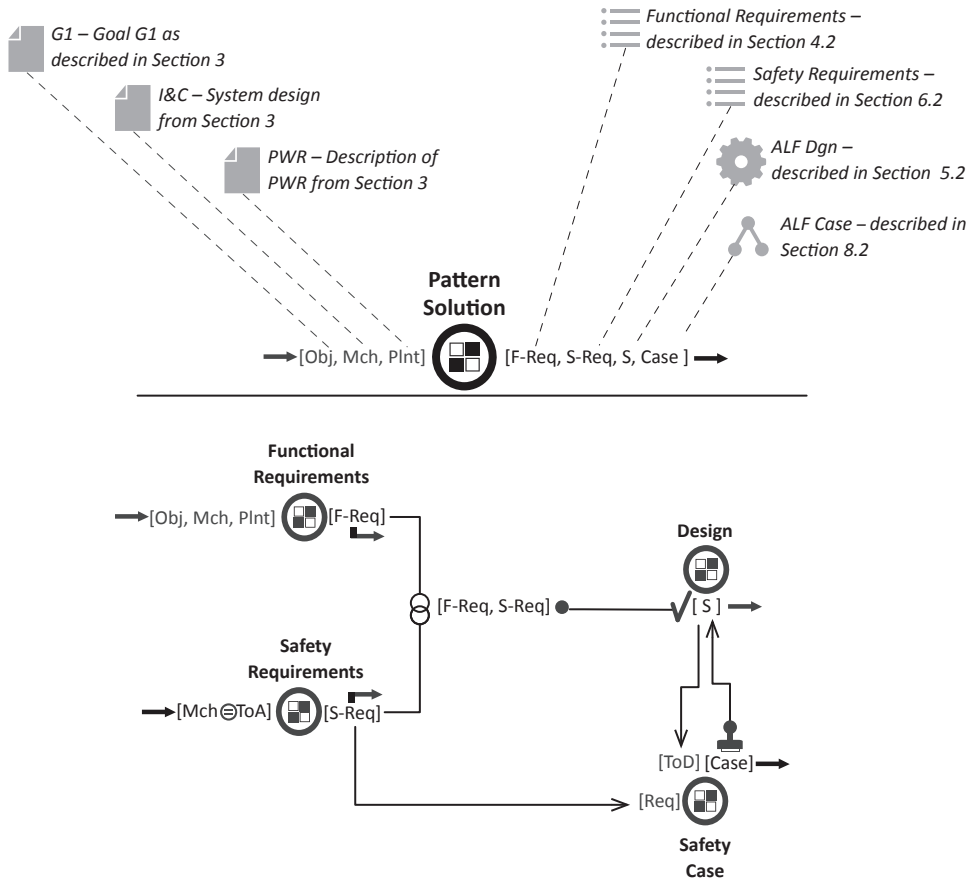 G1 – Goal G1 as
described in Section 3
I&C – System design
from Section 3
PWR – Description of
PWR from Section 3
Functional Requirements –
described in Section 4.2
Safety Requirements –
described in Section 6.2
ALF Dgn –
described in Section 5.2
ALF Case – described in
Section 8.2
Pattern
Solution
[Obj, Mch, Plnt]
[F-Req, S-Req, S, Case ]
Functional
Requirements
[Obj, Mch, Plnt]
[F-Req]
Design
[F-Req, S-Req]
[ S ]
Safety
Requirements
[Mch⊜ToA]
[S-Req]
[ToD] [Case]
[Req]
Safety
Case